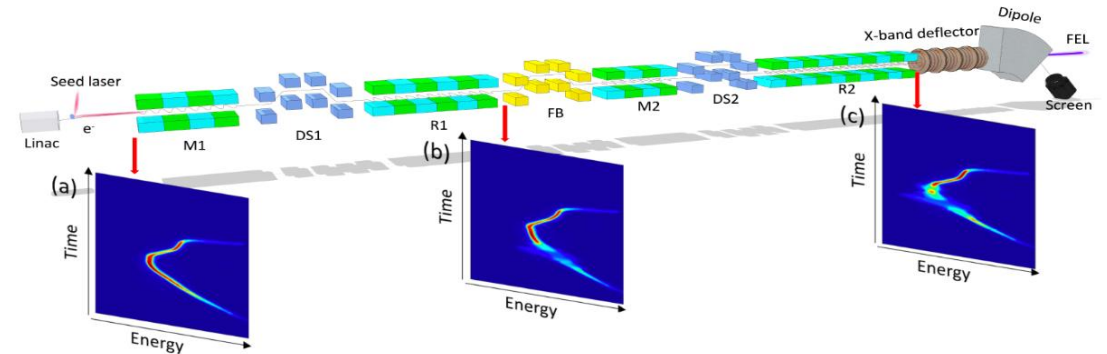 Seed laser
e-
Linac
M1
DS1
R1
FB
M2
DS2
R2
X-band deflector
Dipole
FEL
Screen
(a)
Time
Energy
(b)
Time
Energy
(c)
Time
Energy